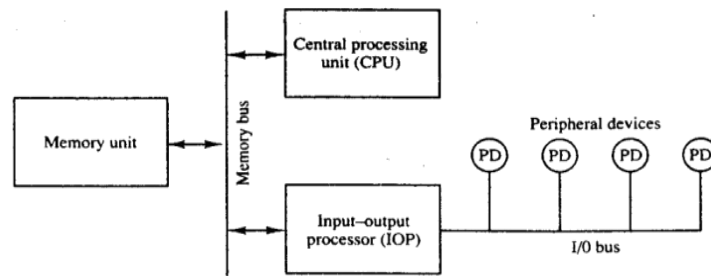 Central processing
unit (CPU)
Memory unit
Memory bus
Peripheral devices
PD PD PD PD
Input–output
processor (IOP)
I/0 bus